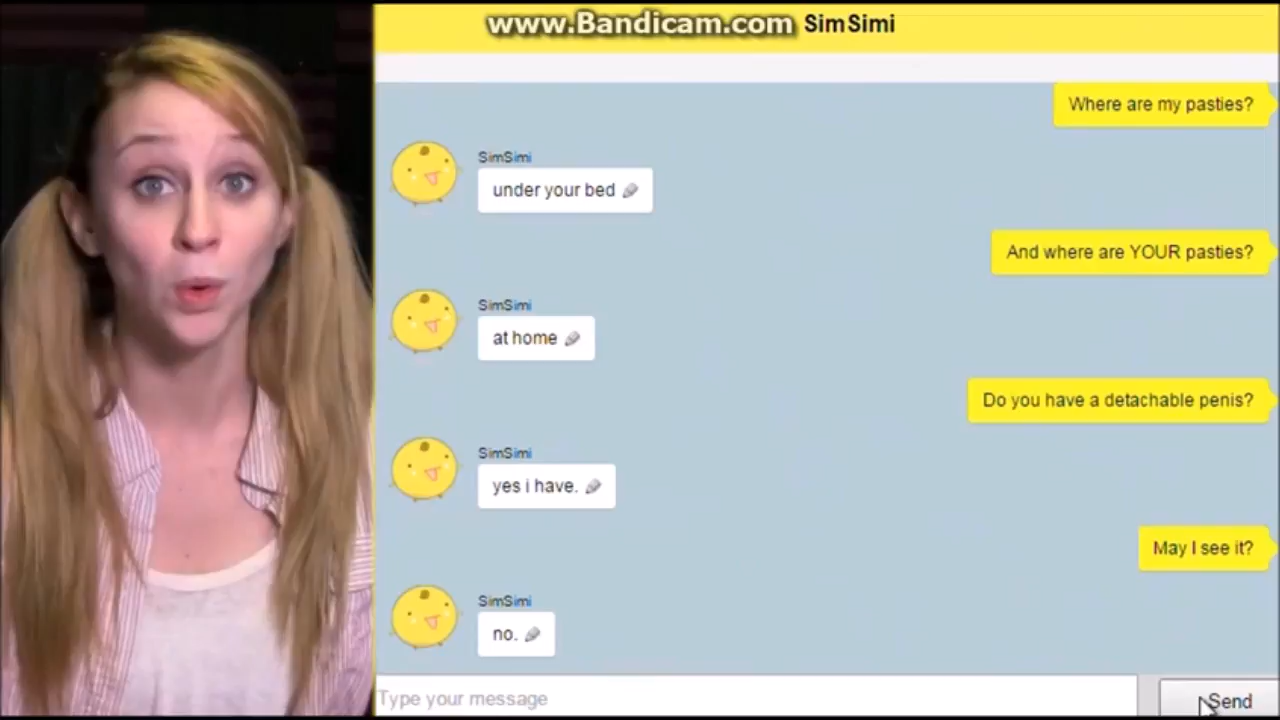 www.Bandicam.com SimSimi
Where are my pasties?
SimSimi
under your bed
And where are YOUR pasties?
SimSimi
at home
Do you have a detachable penis?
SimSimi
yes i have.
May I see it?
SimSimi
no.
Type your message
Send